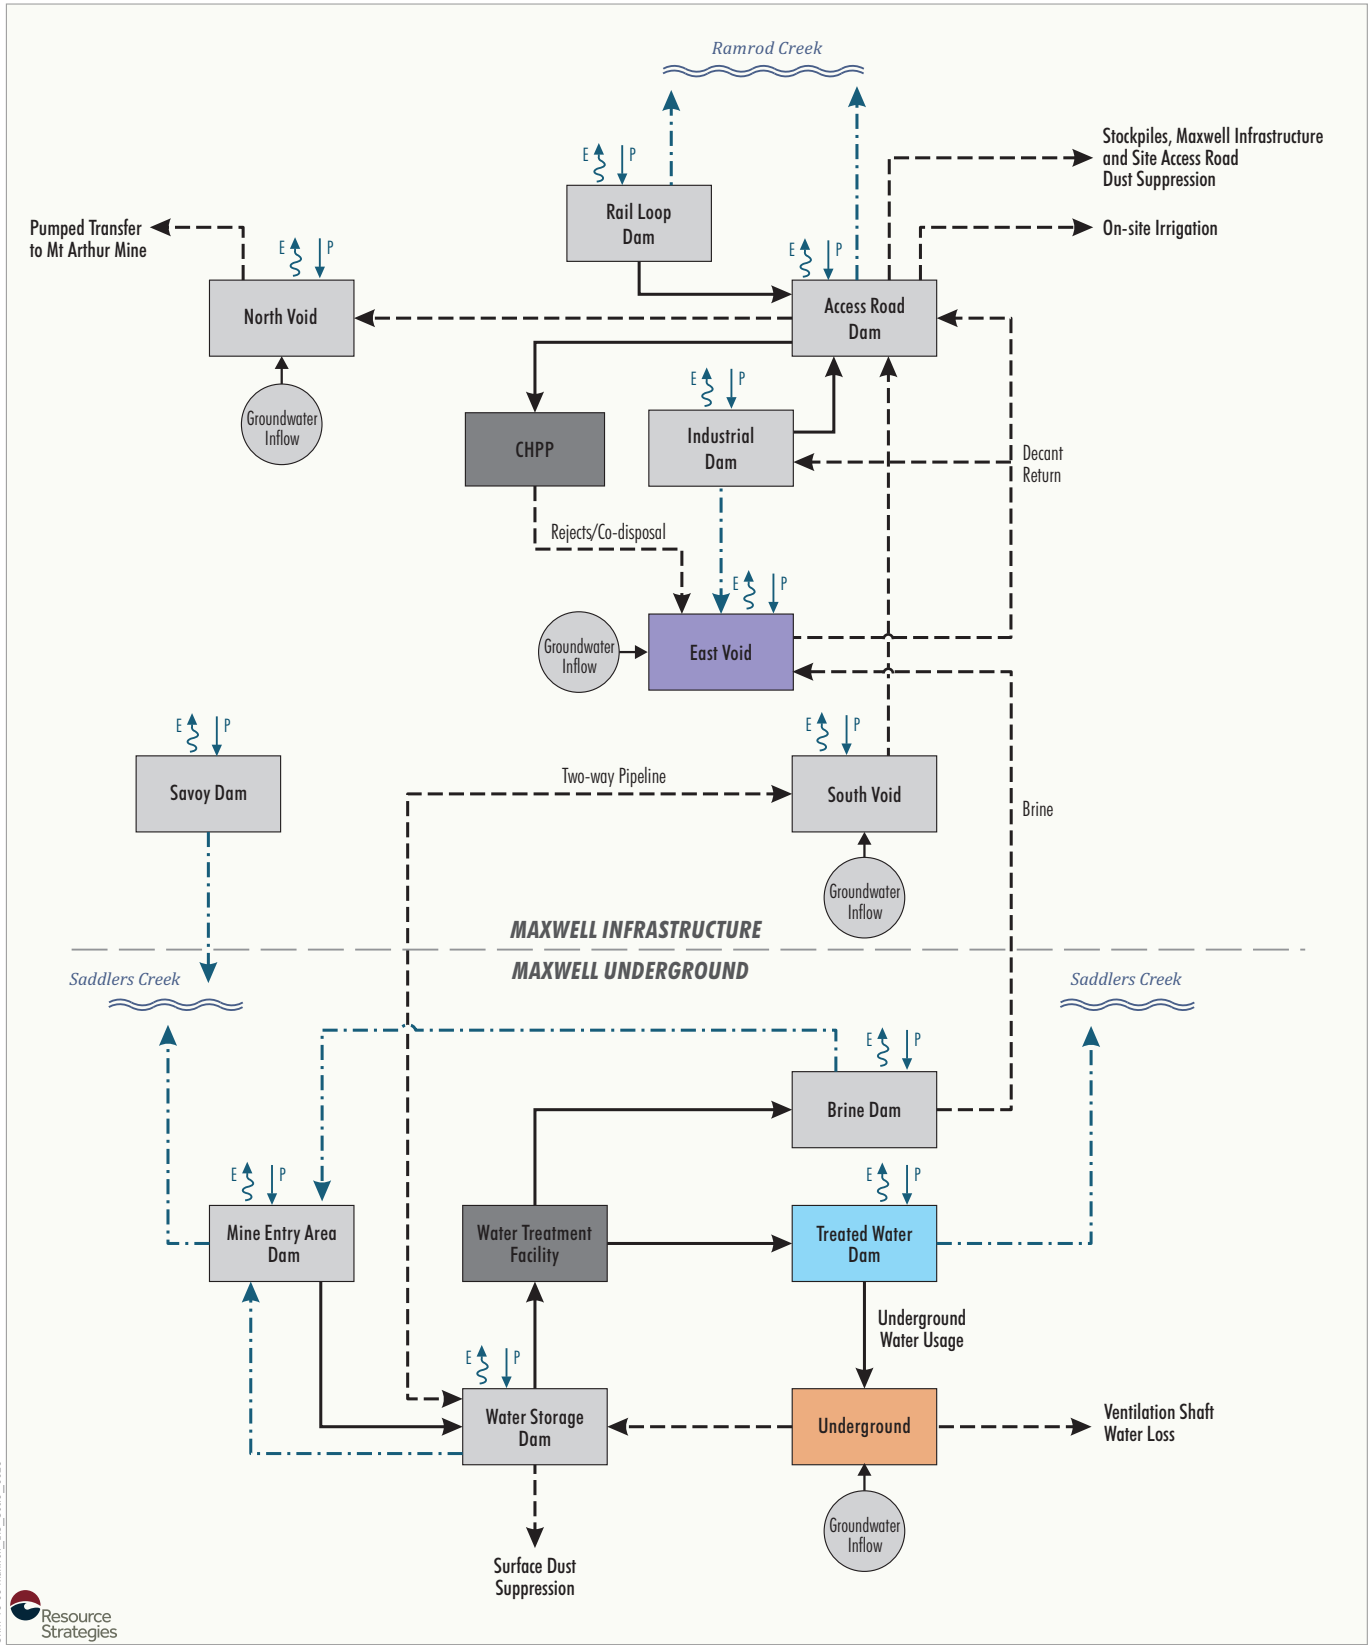 Ramrod Creek
Stockpiles, Maxwell Infrastructure
and Site Access Road
Dust Suppression
E P
Rail Loop
Dam
Pumped Transfer
to Mt Arthur Mine
On-site Irrigation
E P
E P
North Void
Access Road
Dam
E P
Groundwater
Inflow
CHPP
Industrial
Dam
Decant
Return
Rejects/Co-disposal
E P
Groundwater
Inflow
East Void
E P
E P
Savoy Dam
Two-way Pipeline
South Void
Brine
Groundwater
Inflow
MAXWELL INFRASTRUCTURE
MAXWELL UNDERGROUND
Saddlers Creek
Saddlers Creek
E P
Brine Dam
E P
E P
Mine Entry Area
Dam
Water Treatment
Facility
Treated Water
Dam
Underground
Water Usage
E P
Water Storage
Dam
Underground
Ventilation Shaft
Water Loss
Groundwater
Inflow
Surface Dust
Suppression
Resource
Strategies